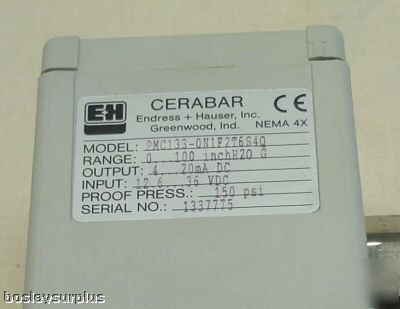 E+H CERABAR CE
Endress + Hauser, Inc.
Greenwood, Ind. NEMA 4X
MODEL: PMC133-0N1F2T6S4Q
RANGE: 0...100 inchH2O G
OUTPUT: 4...20mA DC
INPUT: 12.6...36 VDC
PROOF PRESS.: 150 psi
SERIAL NO.: 1337775
bosleysurplus